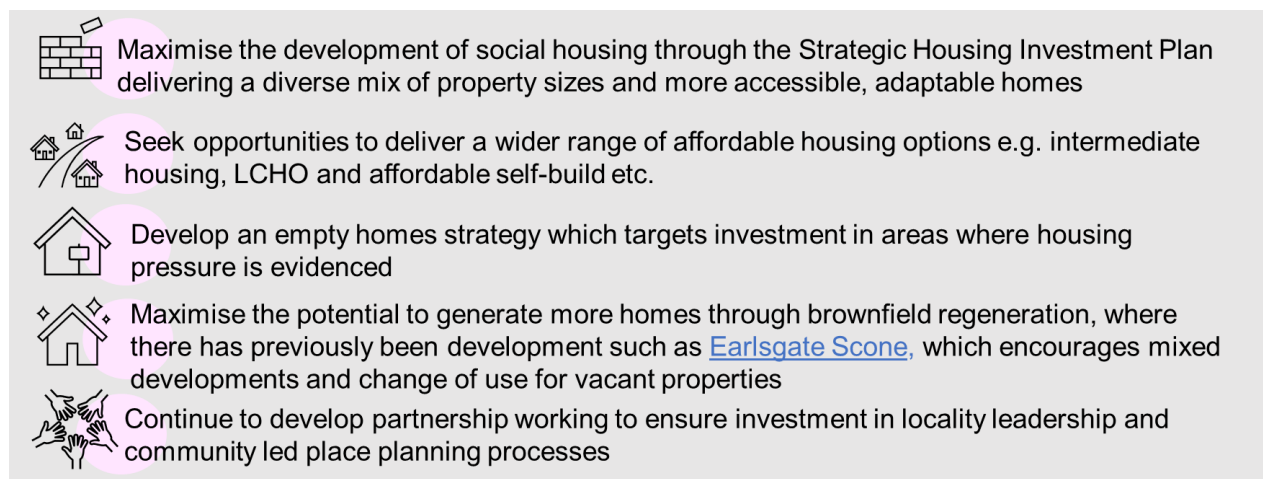 Maximise the development of social housing through the Strategic Housing Investment Plan
delivering a diverse mix of property sizes and more accessible, adaptable homes
Seek opportunities to deliver a wider range of affordable housing options e.g. intermediate
housing, LCHO and affordable self-build etc.
Develop an empty homes strategy which targets investment in areas where housing
pressure is evidenced
Maximise the potential to generate more homes through brownfield regeneration, where
there has previously been development such as Earlsgate Scone, which encourages mixed
developments and change of use for vacant properties
Continue to develop partnership working to ensure investment in locality leadership and
community led place planning processes